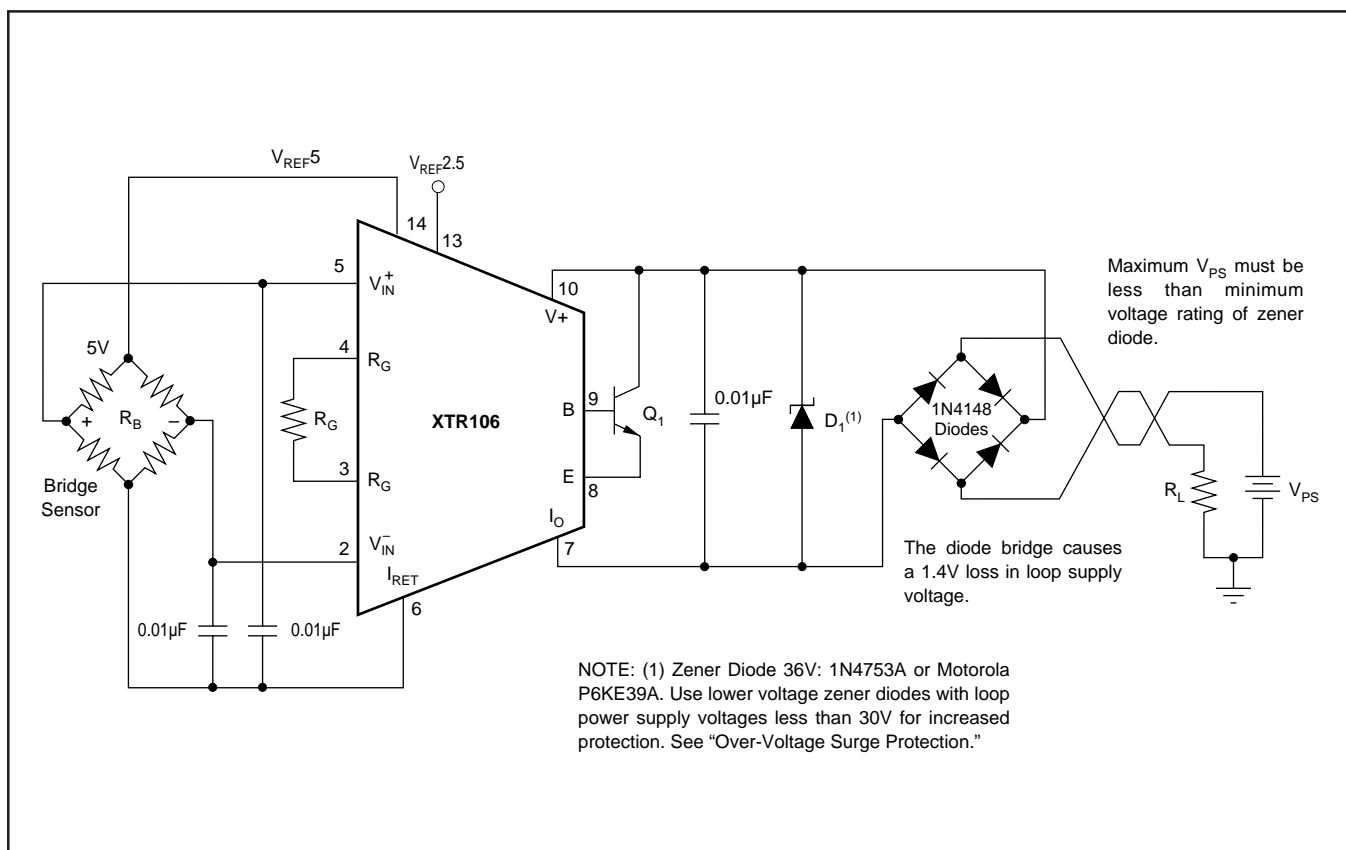 V_REF5
V_REF2.5
14
13
5
V+IN
10
V+
Maximum V_PS must be
less than minimum
voltage rating of zener
diode.
5V
4
R_G
+
R_B
–
R_G
XTR106
B
9
Q_1
0.01µF
D_1^(1)
1N4148
Diodes
3
R_G
E
8
Bridge
Sensor
R_L
V_PS
I_O
7
2
V–IN
I_RET
6
The diode bridge causes
a 1.4V loss in loop supply
voltage.
0.01µF
0.01µF
NOTE: (1) Zener Diode 36V: 1N4753A or Motorola
P6KE39A. Use lower voltage zener diodes with loop
power supply voltages less than 30V for increased
protection. See “Over-Voltage Surge Protection.”